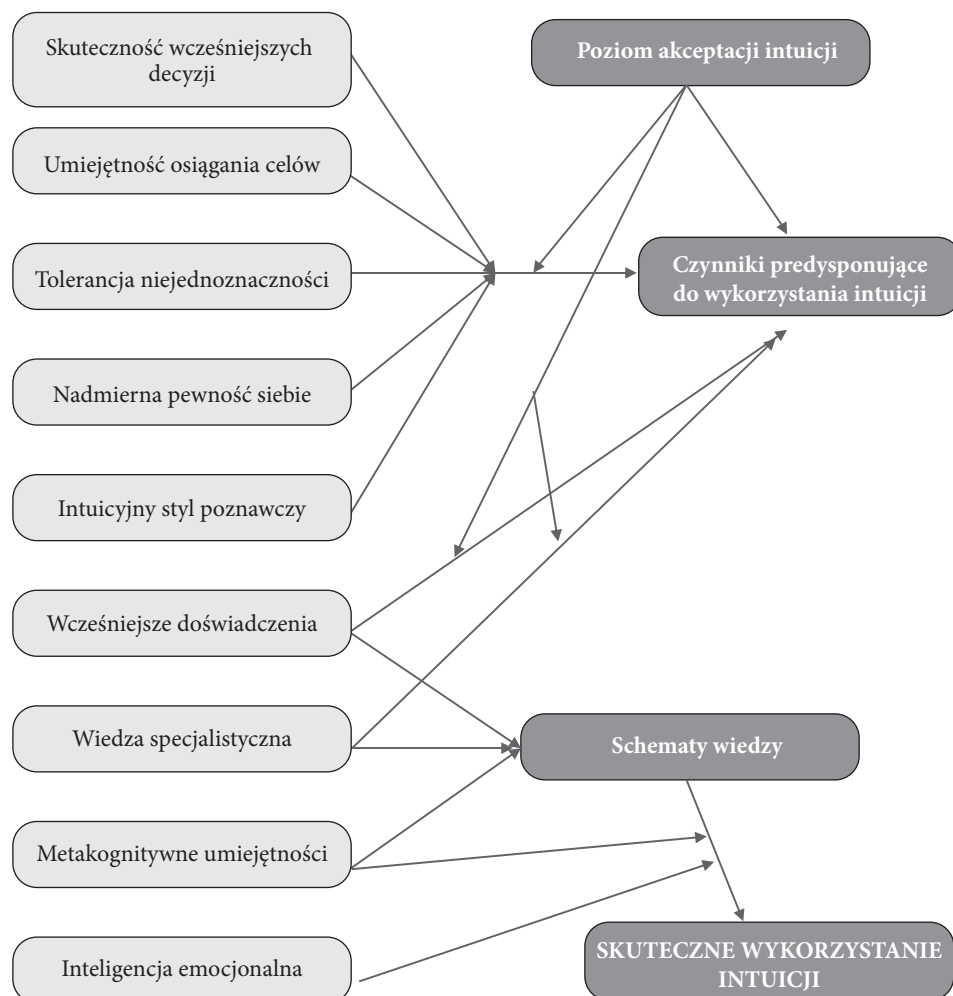 Skuteczność wcześniejszych
decyzji
Poziom akceptacji intuicji
Umiejętność osiągania celów
Tolerancja niejednoznaczności
Czynniki predysponujące
do wykorzystania intuicji
Nadmierna pewność siebie
Intuicyjny styl poznawczy
Wcześniejsze doświadczenia
Wiedza specjalistyczna
Schematy wiedzy
Metakognitywne umiejętności
Inteligencja emocjonalna
SKUTECZNE WYKORZYSTANIE
INTUICJI